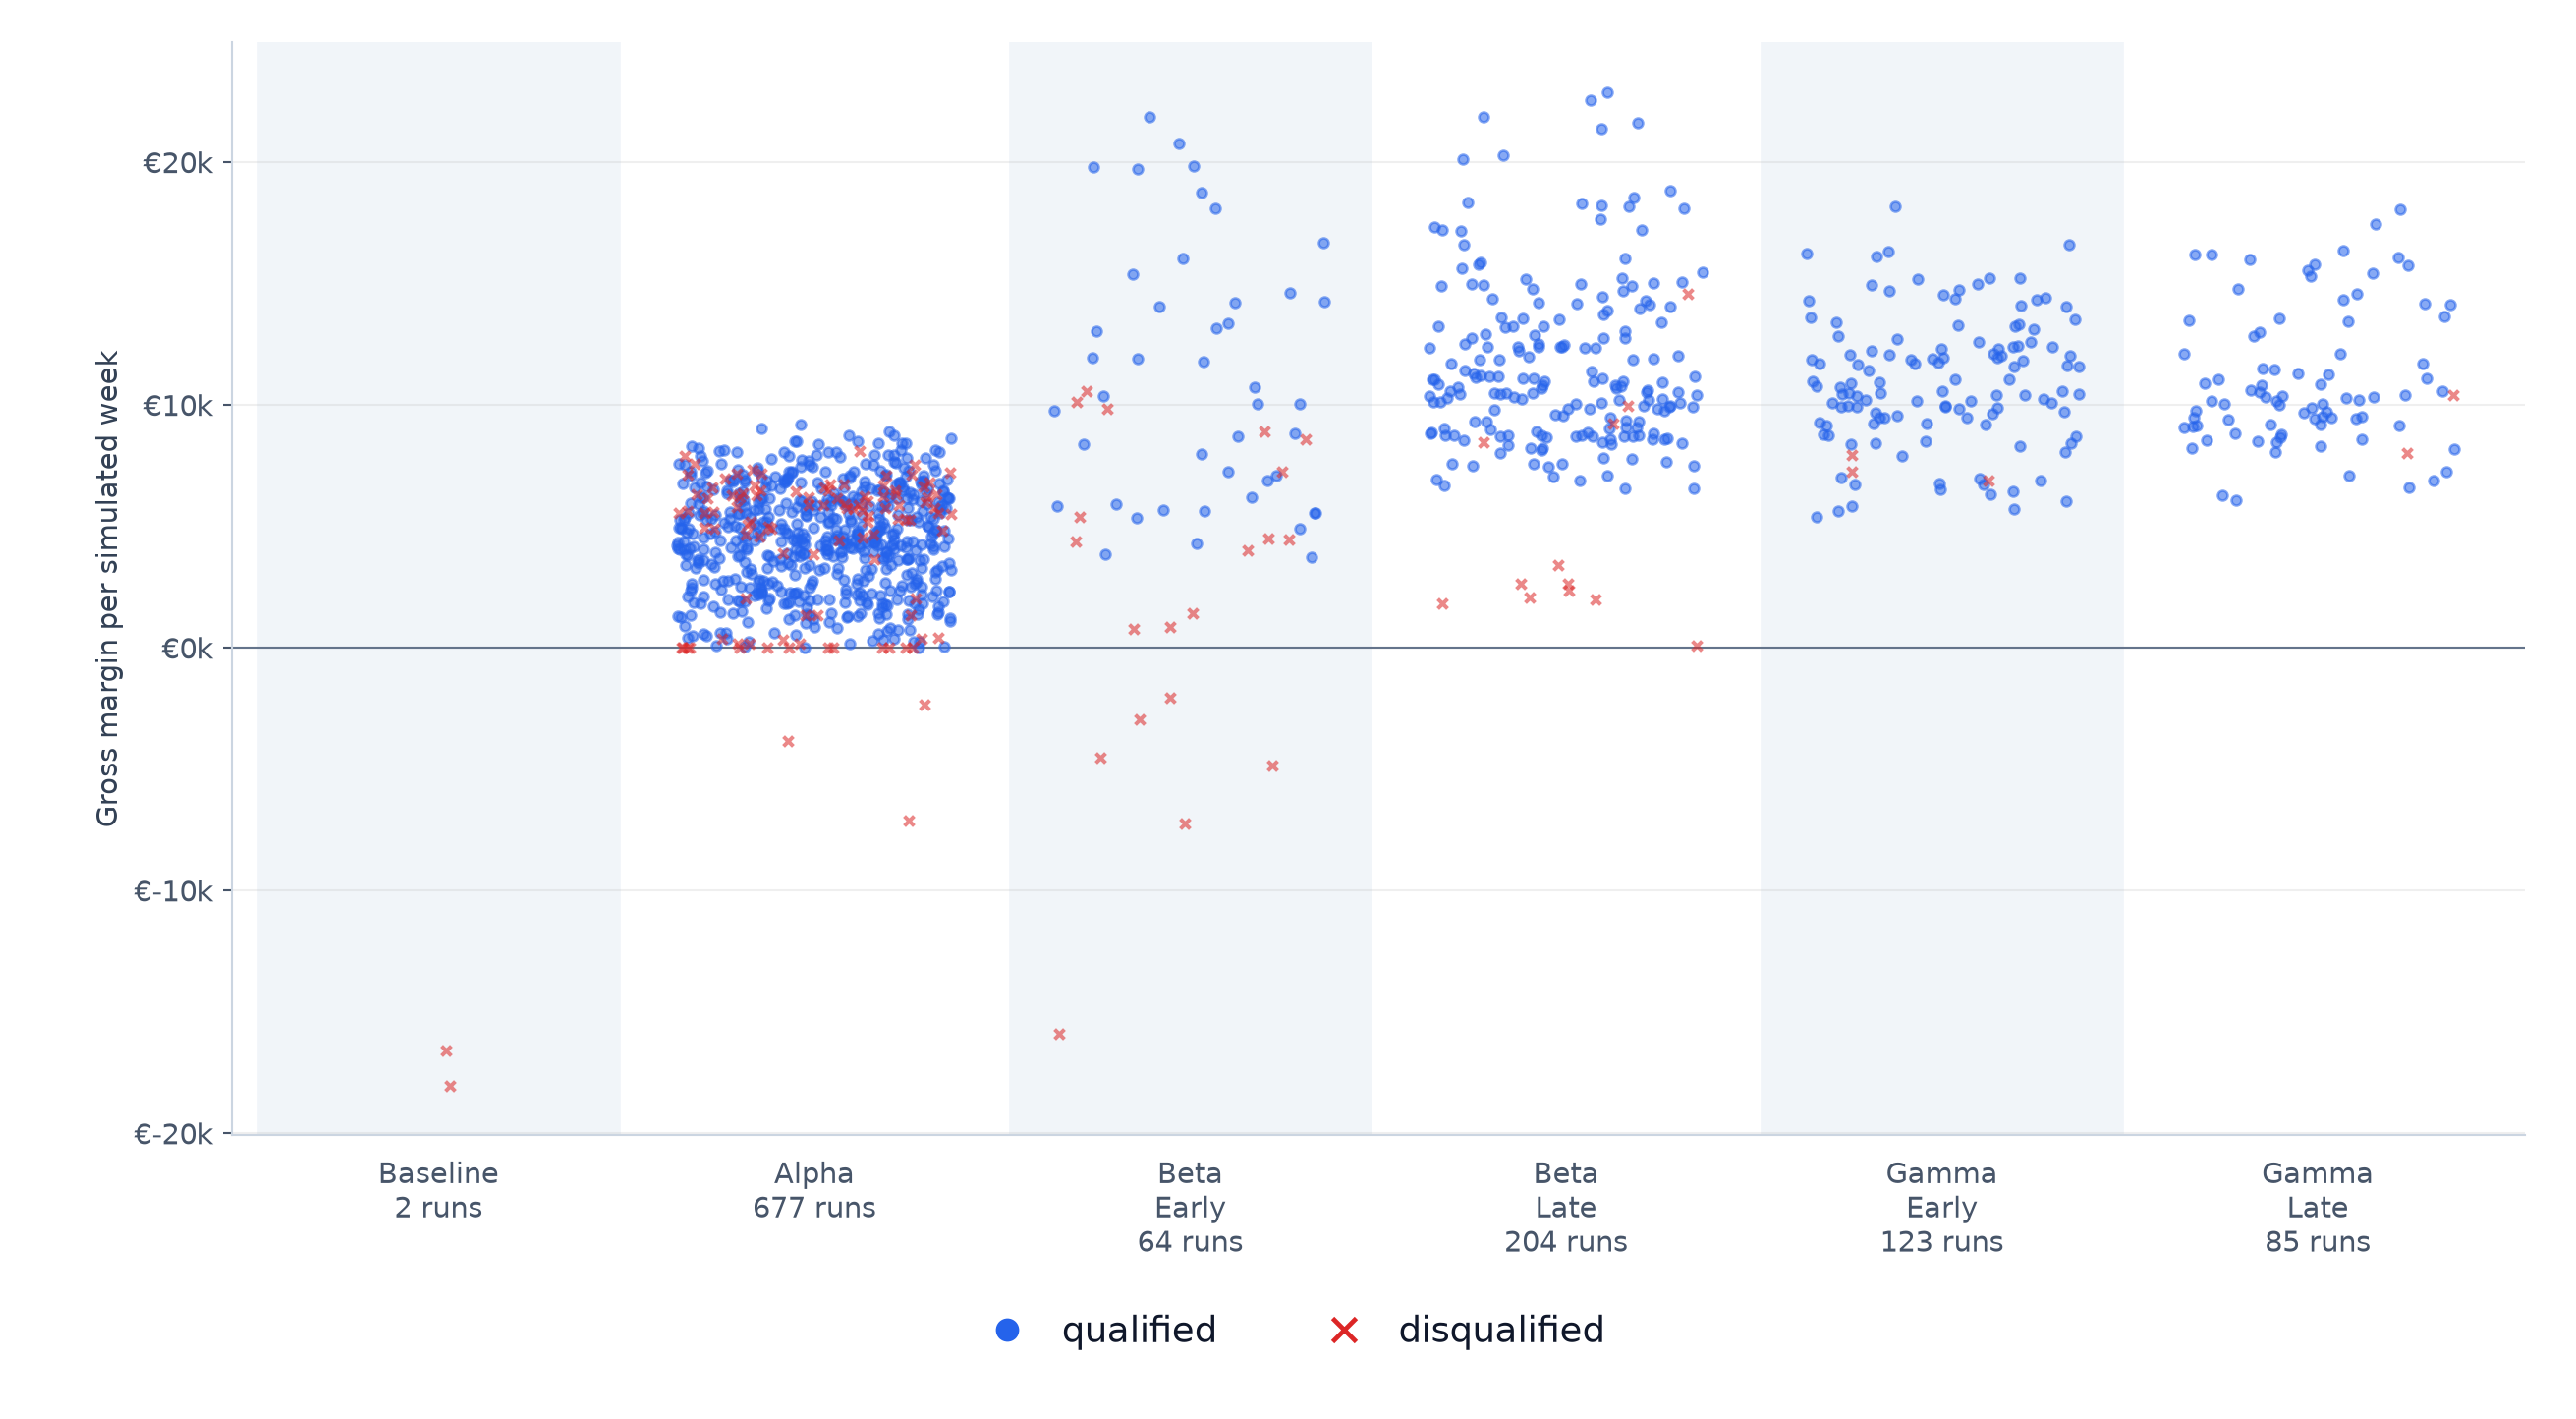 Gross margin per simulated week
€20k
€10k
€0k
€-10k
€-20k
Baseline
2 runs
Alpha
677 runs
Beta
Early
64 runs
Beta
Late
204 runs
Gamma
Early
123 runs
Gamma
Late
85 runs
qualified
disqualified